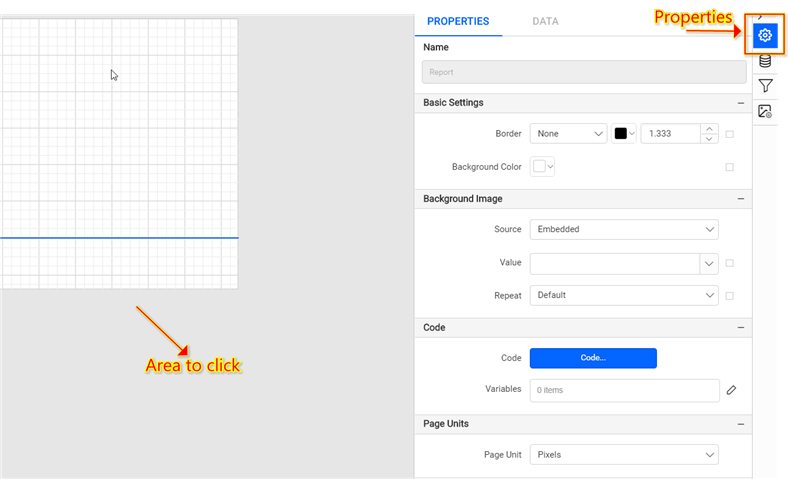 PROPERTIES DATA
Properties
Name
Report
Basic Settings
Border None 1.333
Background Color
Background Image
Source Embedded
Value
Repeat Default
Area to click
Code
Code Code...
Variables 0 items
Page Units
Page Unit Pixels